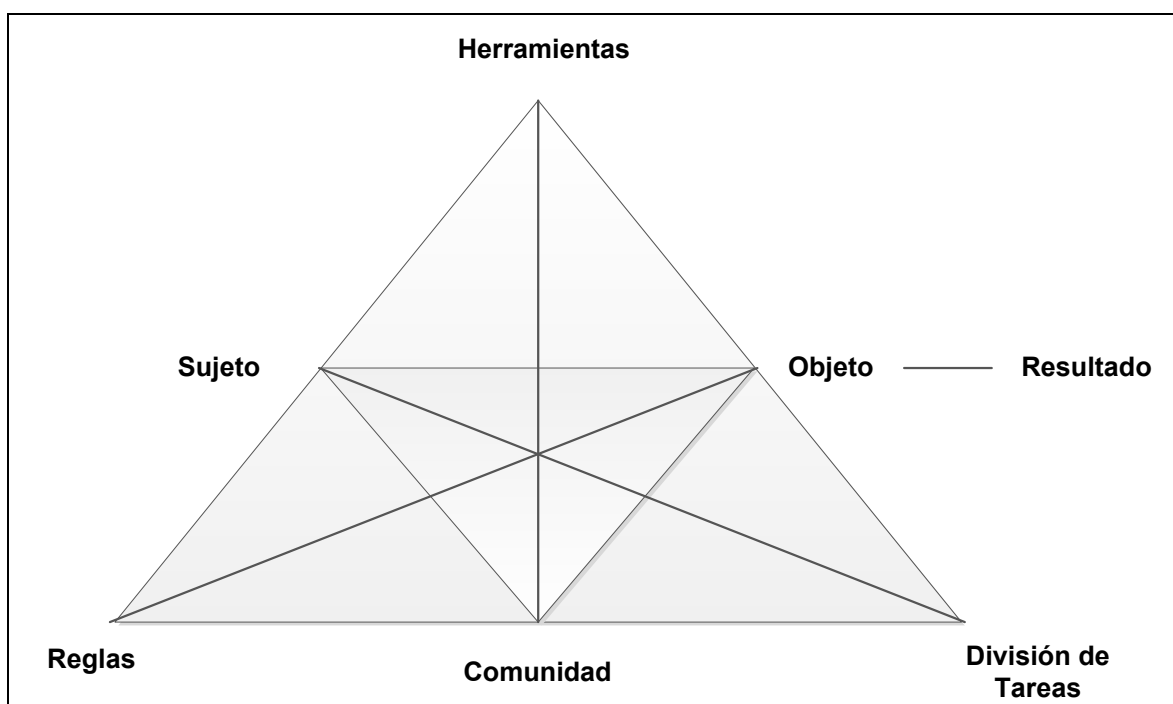 Herramientas
Sujeto
Objeto
Resultado
Reglas
Comunidad
División de
Tareas